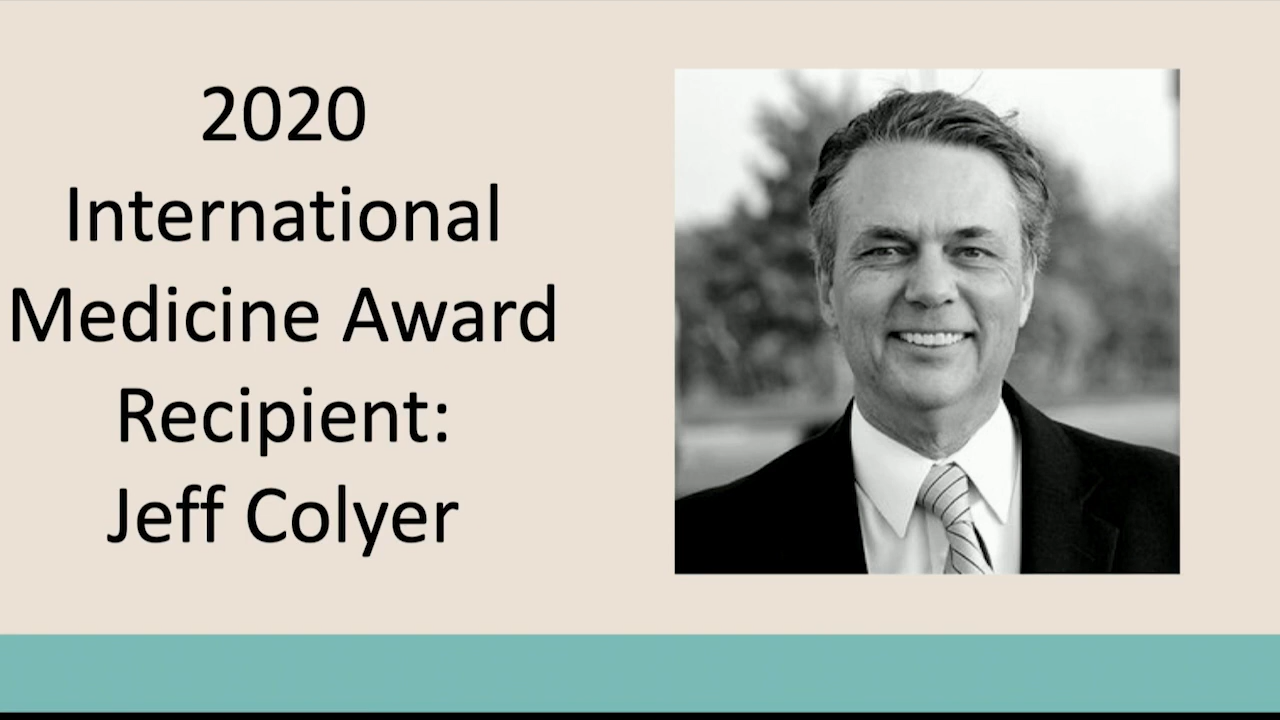 2020
International
Medicine Award
Recipient:
Jeff Colyer